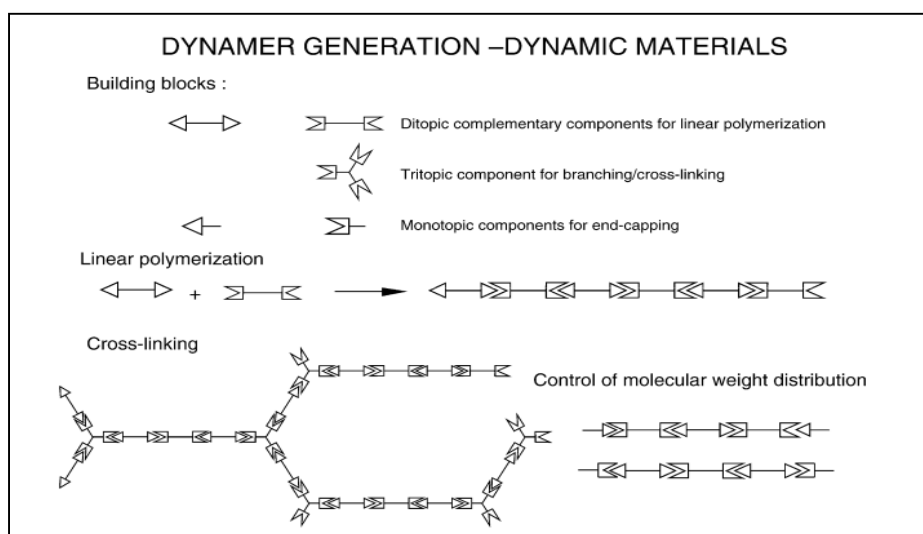 DYNAMER GENERATION –DYNAMIC MATERIALS
Building blocks :
Ditopic complementary components for linear polymerization
Tritopic component for branching/cross-linking
Monotopic components for end-capping
Linear polymerization
+
Cross-linking
Control of molecular weight distribution